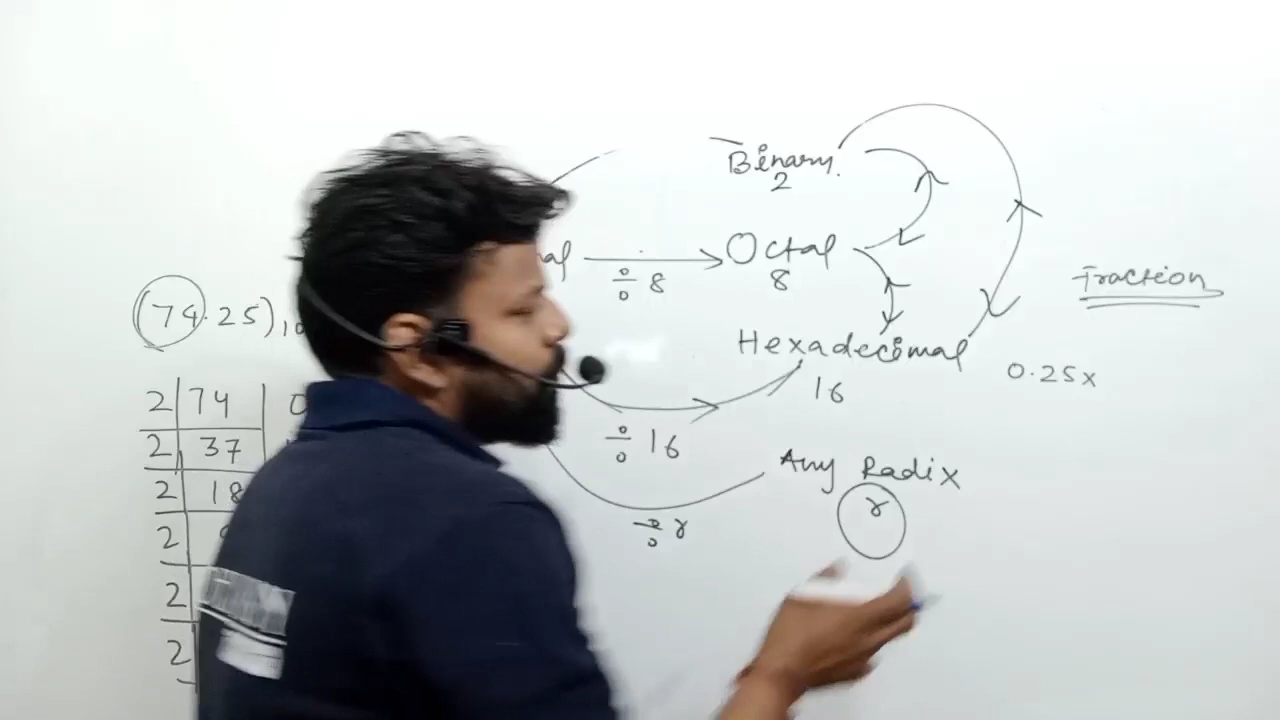 Binary
2
al ÷ 8 Octal
8
Fraction
(74.25)10
Hexadecimal
16
0.25x
2 74 0
÷ 16
2 37
Any Radix
r
2 18
÷ r
2
2
2